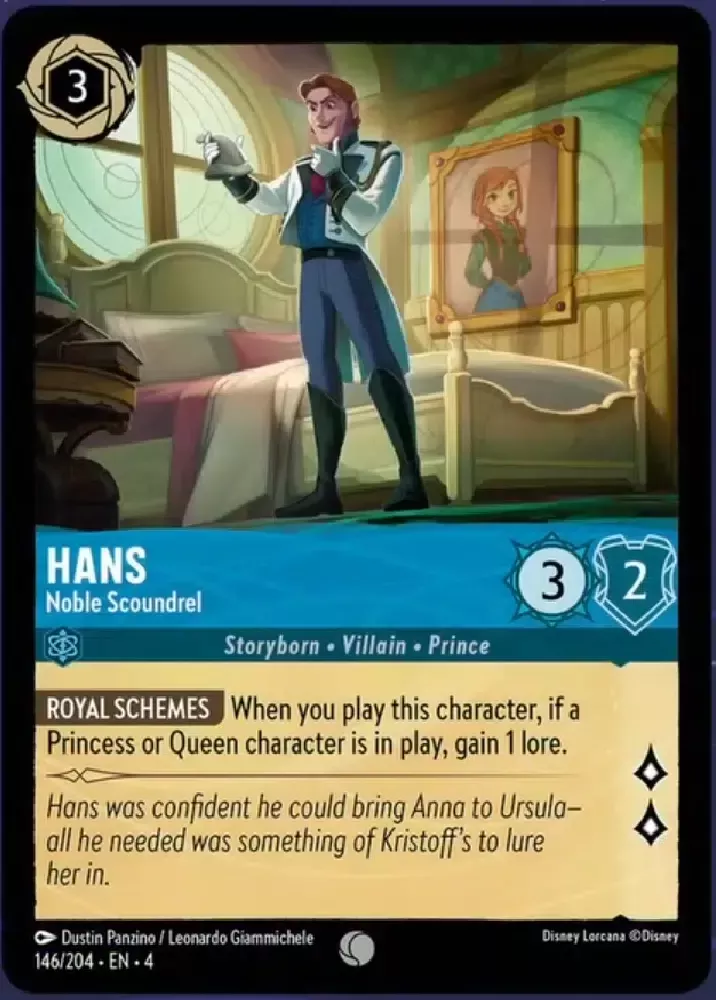 3
HANS
Noble Scoundrel
3
2
Storyborn • Villain • Prince
ROYAL SCHEMES When you play this character, if a
Princess or Queen character is in play, gain 1 lore.
Hans was confident he could bring Anna to Ursula–
all he needed was something of Kristoff's to lure
her in.
Dustin Panzino / Leonardo Giammichele
Disney Lorcana ©Disney
146/204 • EN • 4